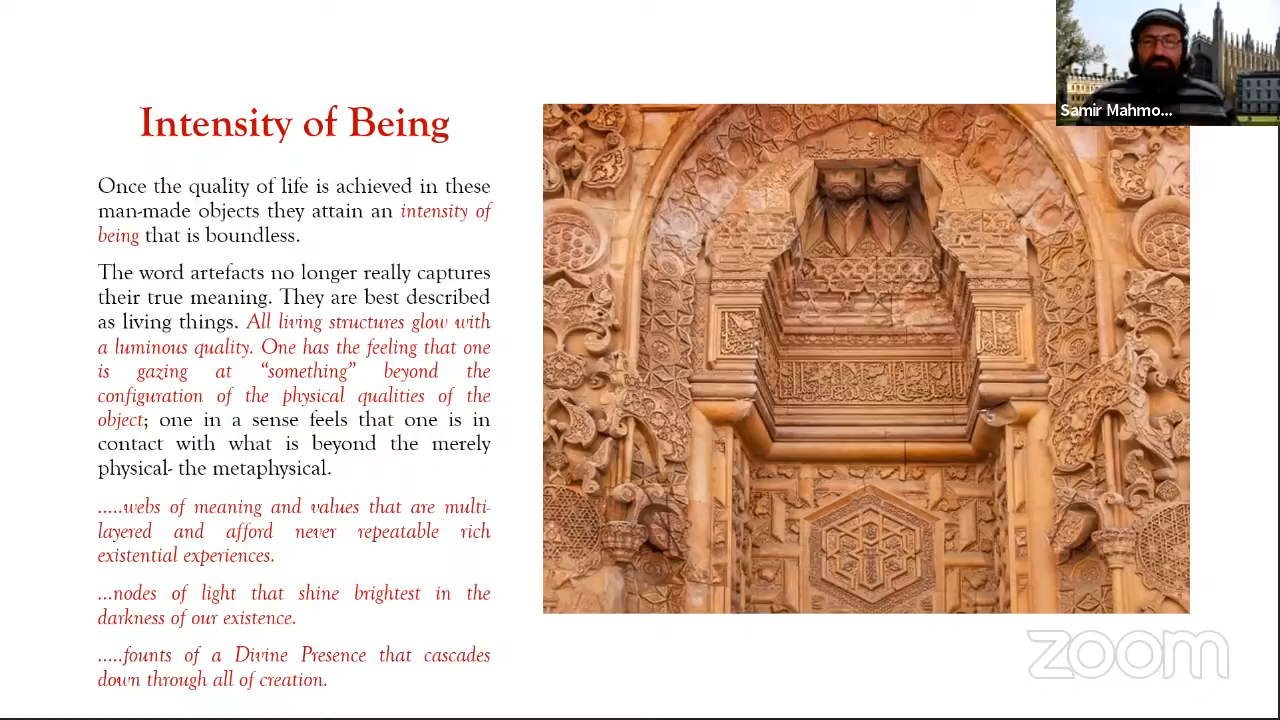 Samir Mahmo...
Intensity of Being
Once the quality of life is achieved in these
man-made objects they attain an intensity of
being that is boundless.
The word artefacts no longer really captures
their true meaning. They are best described
as living things. All living structures glow with
a luminous quality. One has the feeling that one
is gazing at “something” beyond the
configuration of the physical qualities of the
object; one in a sense feels that one is in
contact with what is beyond the merely
physical- the metaphysical.
.....webs of meaning and values that are multi-
layered and afford never repeatable rich
existential experiences.
...nodes of light that shine brightest in the
darkness of our existence.
.....founts of a Divine Presence that cascades
down through all of creation.
zoom